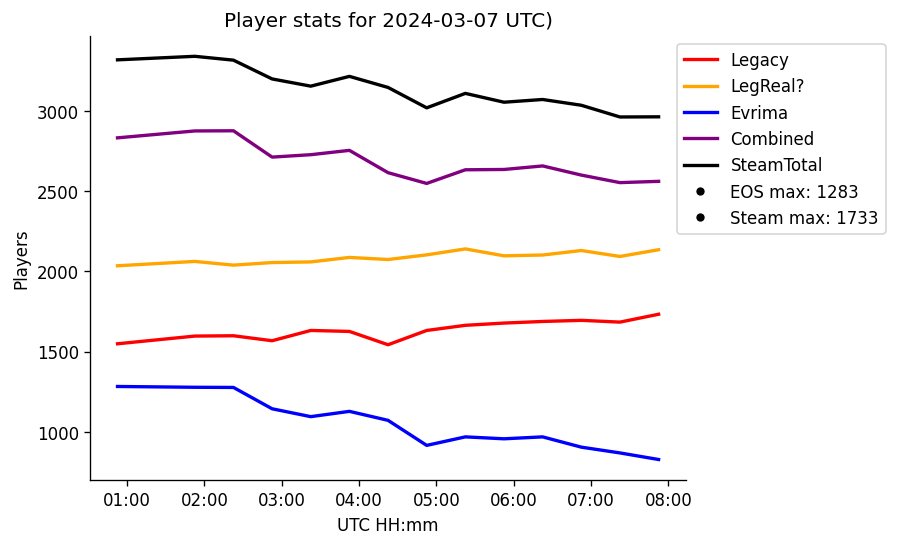 Player stats for 2024-03-07 UTC)
Legacy
LegReal?
Evrima
Combined
SteamTotal
EOS max: 1283
Steam max: 1733
Players
3000
2500
2000
1500
1000
01:00 02:00 03:00 04:00 05:00 06:00 07:00 08:00
UTC HH:mm